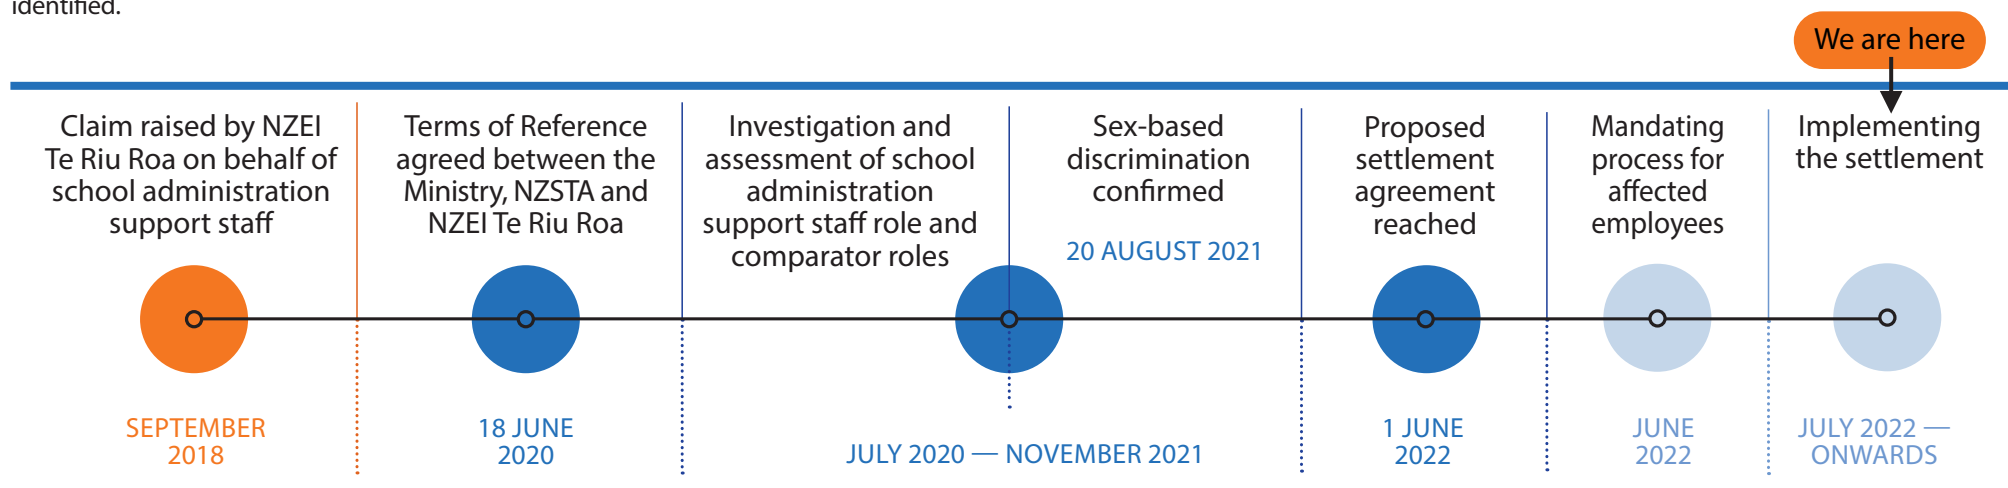 identified.
We are here
Claim raised by NZEI
Te Riu Roa on behalf of
school administration
support staff
SEPTEMBER
2018
Terms of Reference
agreed between the
Ministry, NZSTA and
NZEI Te Riu Roa
18 JUNE
2020
Investigation and
assessment of school
administration
support staff role and
comparator roles
Sex-based
discrimination
confirmed
20 AUGUST 2021
JULY 2020 — NOVEMBER 2021
Proposed
settlement
agreement
reached
1 JUNE
2022
Mandating
process for
affected
employees
JUNE
2022
Implementing
the settlement
JULY 2022 —
ONWARDS